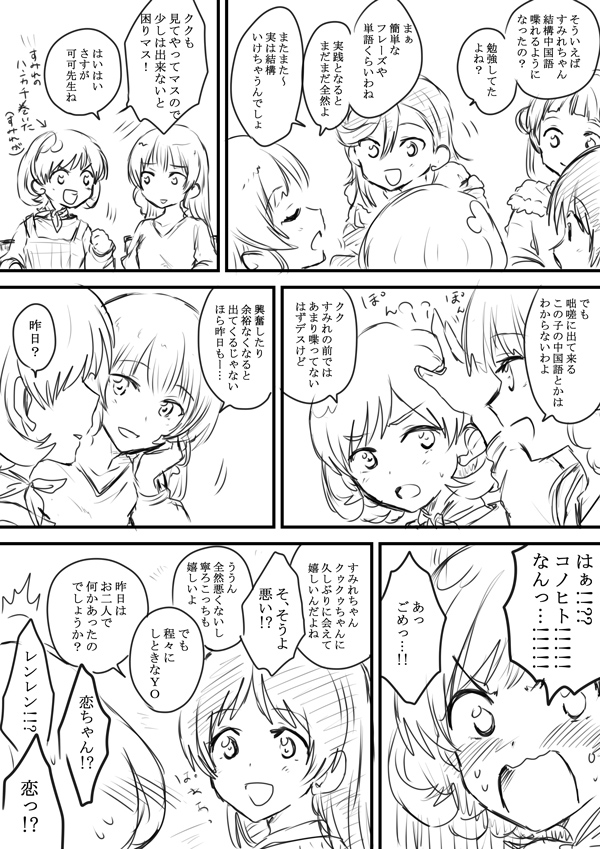 そういえば
すみれちゃん
結構中国語
喋れるように
なったの？
勉強してた
よね？
まぁ
簡単な
フレーズや
単語くらいわね
実践となると
まだまだ全然よ
またまた～
実は結構
いけちゃうんでしょ
ククも
見てやってマスので
少しは出来ないと
困りマス！
はいはい
さすが
可可先生ね
すみれの
ハンカチ巻いた
(すみれが)
でも
咄嗟に出て来る
この子の中国語とかは
わからないわよ
ぽん
ぽん
クク
すみれの前では
あまり喋ってない
はずデスけど
興奮したり
余裕なくなると
出てくるじゃない
ほら昨日もー…
昨日？
はぁ!!??
コノヒト!!!!!
なんっ…!!!!!!
あっ
ごめっ…!!
すみれちゃん
クゥクゥちゃんに
久しぶりに会えて
嬉しいんだよね
そ、そうよ
悪い!?
ううん
全然悪くないし
寧ろこっちも
嬉しいよ
でも
程々に
しときなYO
昨日は
お二人で
何かあったの
でしょうか？
恋ちゃん!?
レンレン!!?
恋っ!?